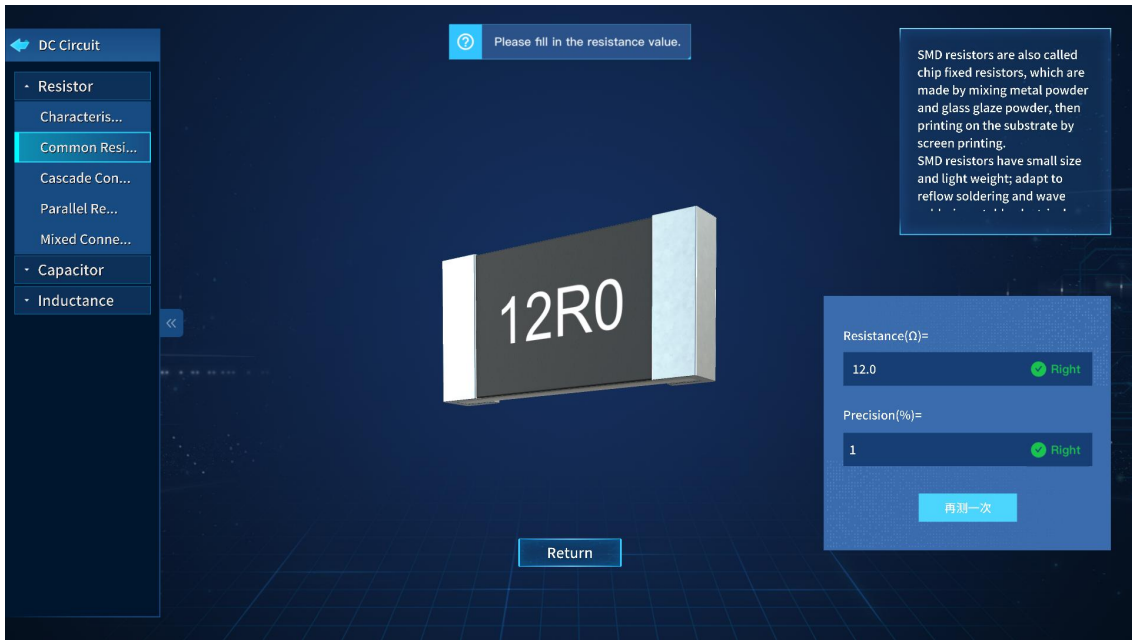 DC Circuit
Resistor
Characteris...
Common Resi...
Cascade Con...
Parallel Re...
Mixed Conne...
Capacitor
Inductance
Please fill in the resistance value.
12R0
Return
SMD resistors are also called
chip fixed resistors, which are
made by mixing metal powder
and glass glaze powder, then
printing on the substrate by
screen printing.
SMD resistors have small size
and light weight; adapt to
reflow soldering and wave
Resistance(Ω)=
12.0
Right
Precision(%)=
1
Right
再测一次